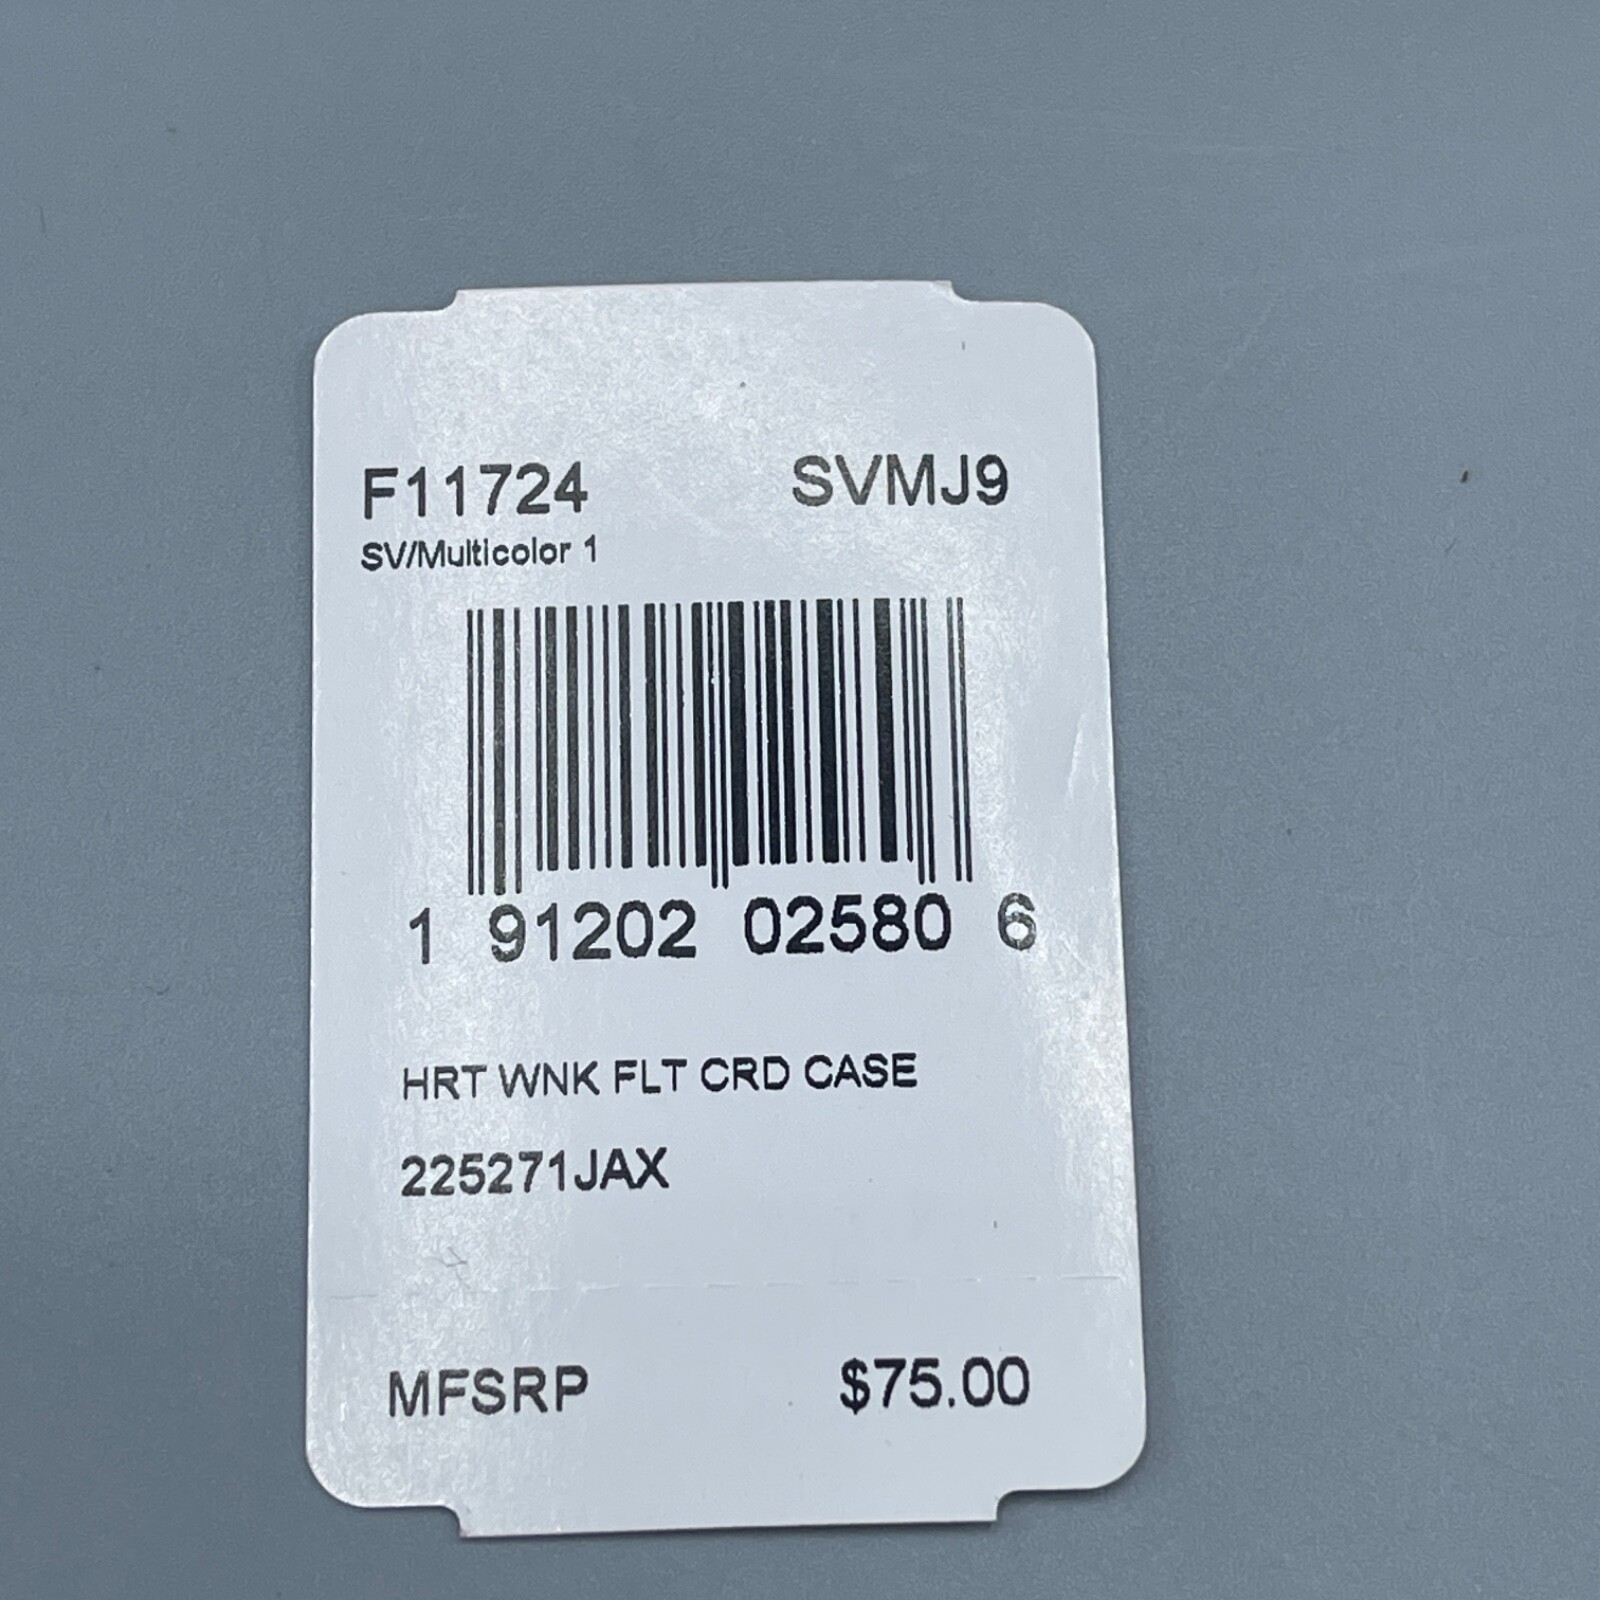 F11724 SVMJ9
SV/Multicolor 1
1 91202 02580 6
HRT WNK FLT CRD CASE
225271JAX
MFSRP $75.00